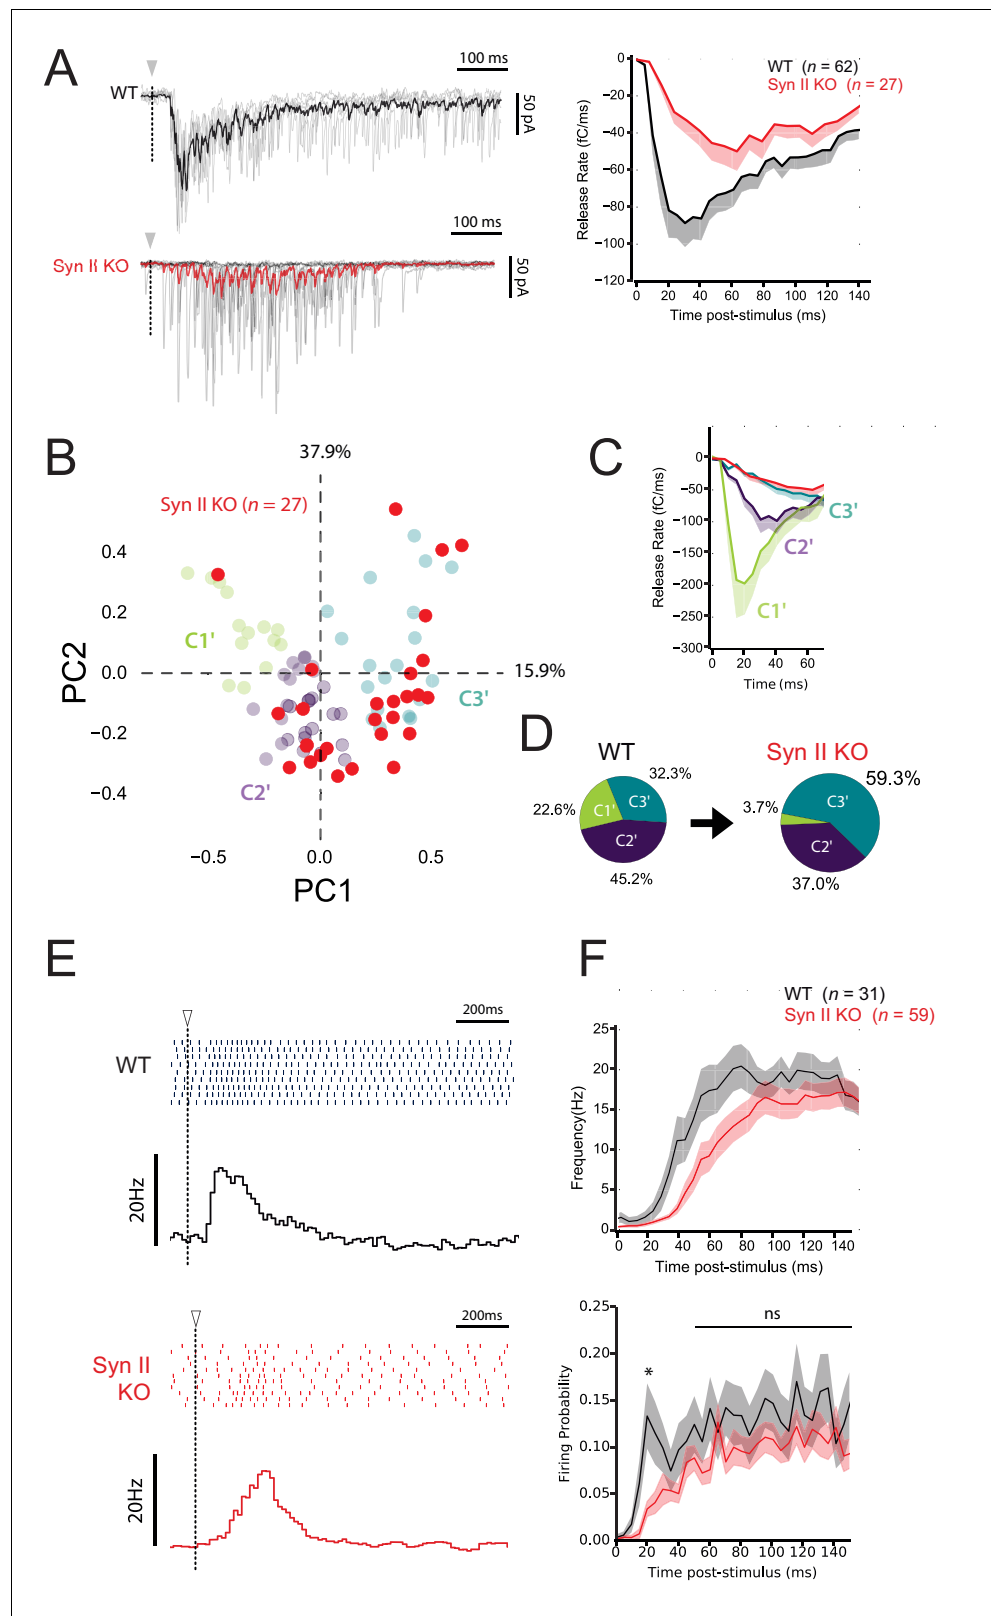 A
100 ms
WT
50 pA
100 ms
Syn II KO
50 pA
WT (n = 62)
Syn II KO (n = 27)
0
−20
−40
−60
−80
−100
−120
Release Rate (fC/ms)
0 20 40 60 80 100 120 140
Time post-stimulus (ms)
B
37.9%
Syn II KO (n = 27)
0.4
0.2
0.0
−0.2
−0.4
PC2
C1'
C2'
C3'
15.9%
−0.5 0.0 0.5
PC1
C
0
−50
−100
−150
−200
−250
−300
Release Rate (fC/ms)
C3'
C2'
C1'
0 20 40 60
Time (ms)
D
WT
Syn II KO
32.3%
22.6%
45.2%
C1'
C3'
C2'
59.3%
3.7%
37.0%
C3'
C2'
E
200ms
WT
20Hz
200ms
Syn II
KO
20Hz
F
WT (n = 31)
Syn II KO (n = 59)
25
20
15
10
5
0
Frequency(Hz)
0 20 40 60 80 100 120 140
Time post-stimulus (ms)
0.25
0.20
0.15
0.10
0.05
0.00
Firing Probability
ns
*
0 20 40 60 80 100 120 140
Time post-stimulus (ms)